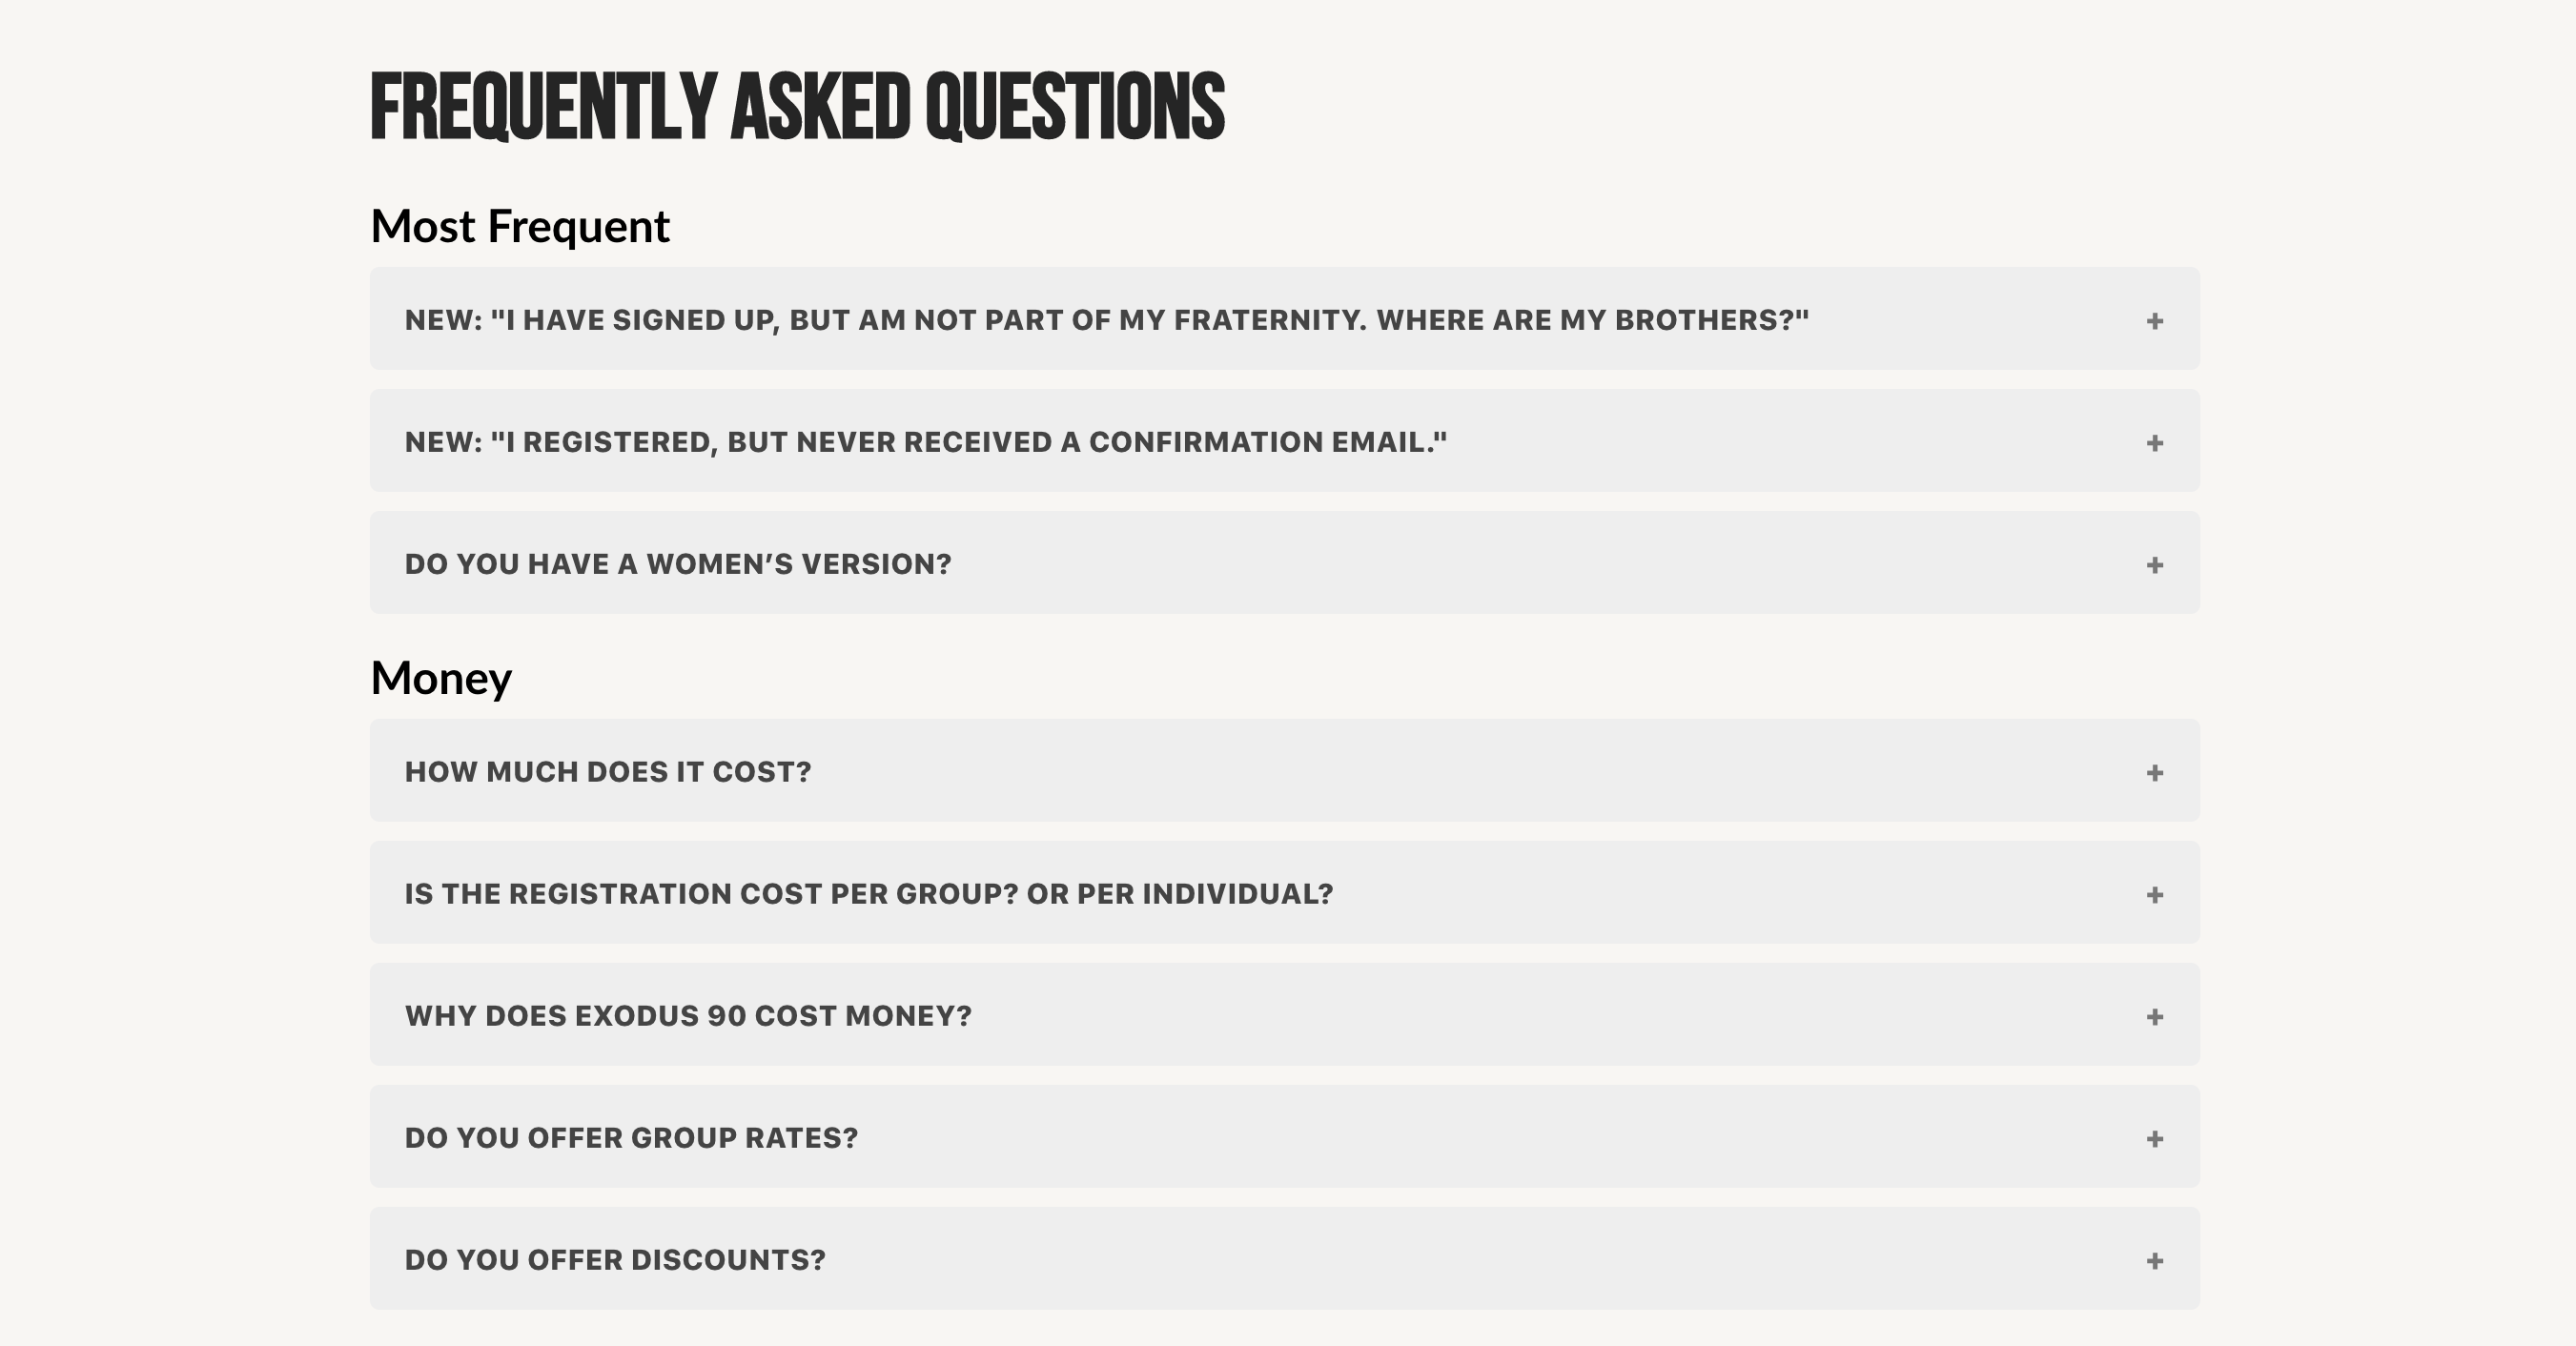 FREQUENTLY ASKED QUESTIONS
Most Frequent
NEW: "I HAVE SIGNED UP, BUT AM NOT PART OF MY FRATERNITY. WHERE ARE MY BROTHERS?"
+
NEW: "I REGISTERED, BUT NEVER RECEIVED A CONFIRMATION EMAIL."
+
DO YOU HAVE A WOMEN’S VERSION?
+
Money
HOW MUCH DOES IT COST?
+
IS THE REGISTRATION COST PER GROUP? OR PER INDIVIDUAL?
+
WHY DOES EXODUS 90 COST MONEY?
+
DO YOU OFFER GROUP RATES?
+
DO YOU OFFER DISCOUNTS?
+